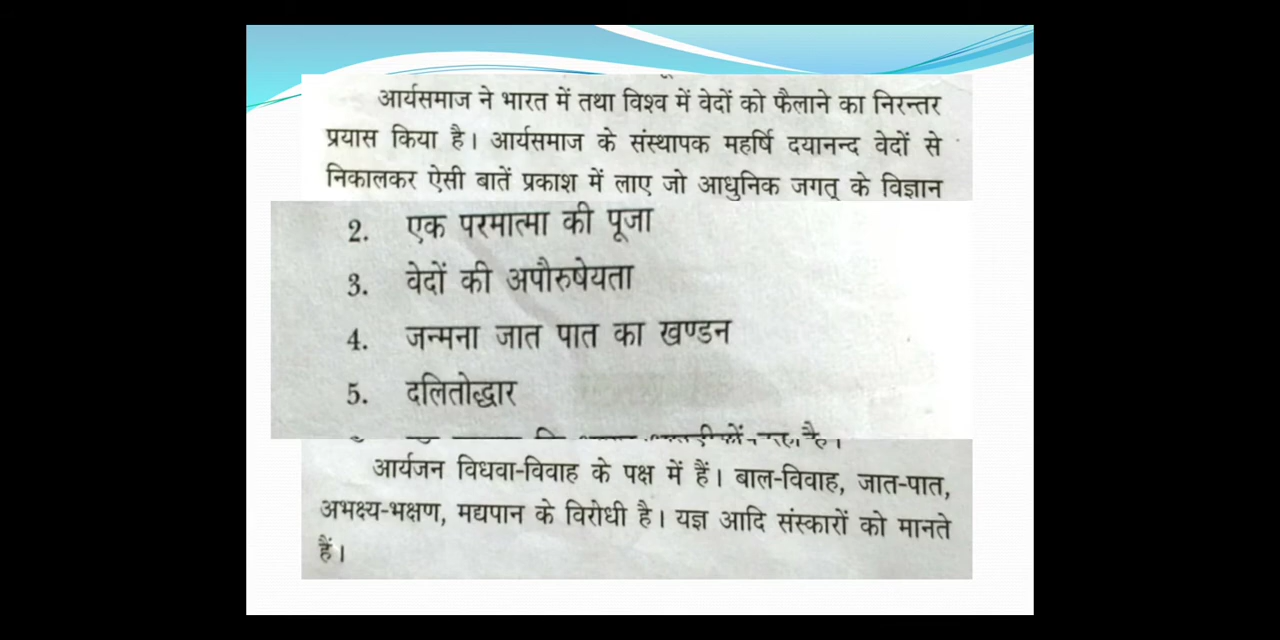 आर्यसमाज ने भारत में तथा विश्व में वेदों को फैलाने का निरन्तर
प्रयास किया है। आर्यसमाज के संस्थापक महर्षि दयानन्द वेदों से
निकालकर ऐसी बातें प्रकाश में लाए जो आधुनिक जगत् के विज्ञान
2. एक परमात्मा की पूजा
3. वेदों की अपौरुषेयता
4. जन्मना जात पात का खण्डन
5. दलितोद्धार
है।
आर्यजन विधवा-विवाह के पक्ष में हैं। बाल-विवाह, जात-पात,
अभक्ष्य-भक्षण, मद्यपान के विरोधी है। यज्ञ आदि संस्कारों को मानते
हैं।